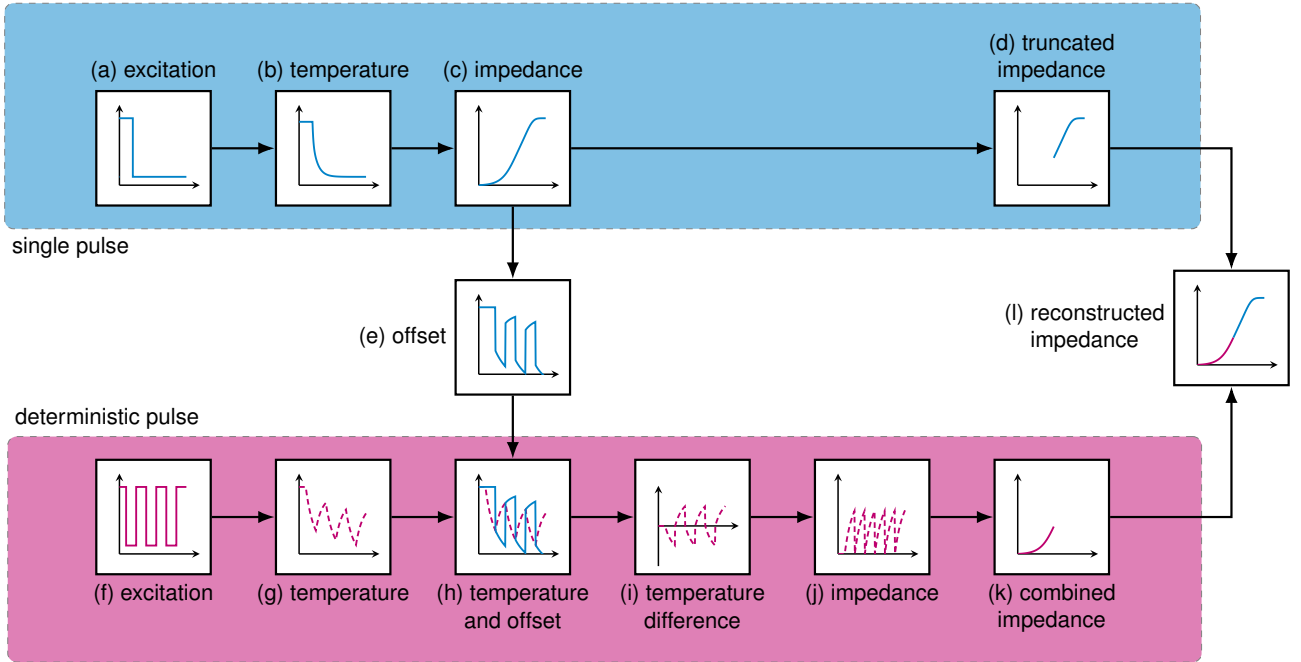 (a) excitation
(b) temperature
(c) impedance
(d) truncated
impedance
single pulse
(e) offset
(l) reconstructed
impedance
deterministic pulse
(f) excitation
(g) temperature
(h) temperature
and offset
(i) temperature
difference
(j) impedance
(k) combined
impedance